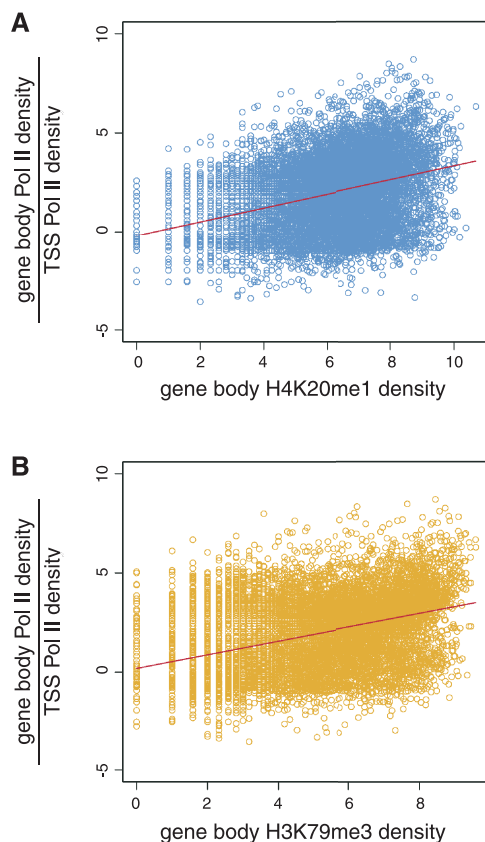 A
gene body Pol II density
TSS Pol II density
10
5
0
-5
0 2 4 6 8 10
gene body H4K20me1 density
B
gene body Pol II density
TSS Pol II density
10
5
0
-5
0 2 4 6 8
gene body H3K79me3 density